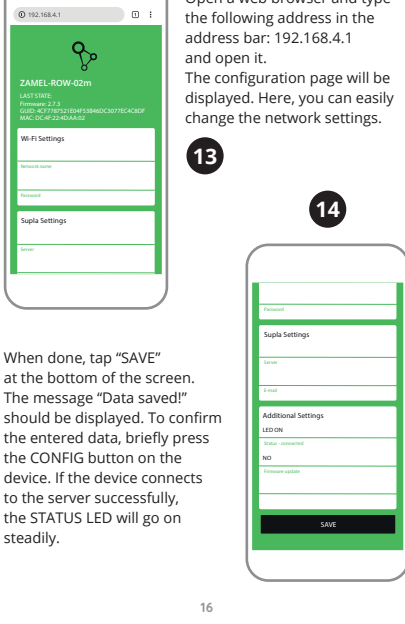 Open a web browser and type
the following address in the
address bar: 192.168.4.1
and open it.
The configuration page will be
displayed. Here, you can easily
change the network settings.
192.168.4.1
ZAMEL-ROW-02m
LAST STATE:
Firmware: 2.7.3
GUID: 4CF7787521E04F53846DC3077EC4C8DF
MAC: DC:4F:22:4D:AA:02
Wi-Fi Settings
Network name
Password
Supla Settings
Server
13
14
Password
Supla Settings
Server
E-mail
Additional Settings
LED ON
Status - connected
NO
Firmware update
SAVE
When done, tap “SAVE”
at the bottom of the screen.
The message “Data saved!”
should be displayed. To confirm
the entered data, briefly press
the CONFIG button on the
device. If the device connects
to the server successfully,
the STATUS LED will go on
steadily.
16